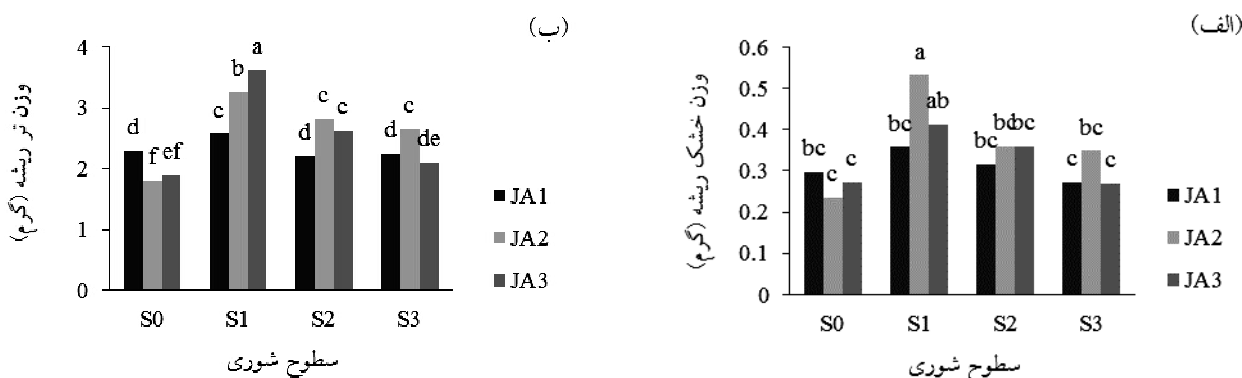 (الف)
وزن خشک ریشه (گرم)
0.6
0.5
0.4
0.3
0.2
0.1
0
bc c c
bc a ab
bc bc bc
c bc c
S0 S1 S2 S3
سطوح شوری
JA1
JA2
JA3
(ب)
وزن تر ریشه (گرم)
4
3
2
1
0
d f ef
c b a
d c c
d c de
S0 S1 S2 S3
سطوح شوری
JA1
JA2
JA3